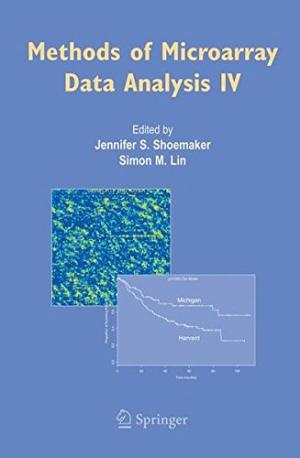 Methods of Microarray
Data Analysis IV
Edited by
Jennifer S. Shoemaker
Simon M. Lin
Michigan
Harvard
Springer